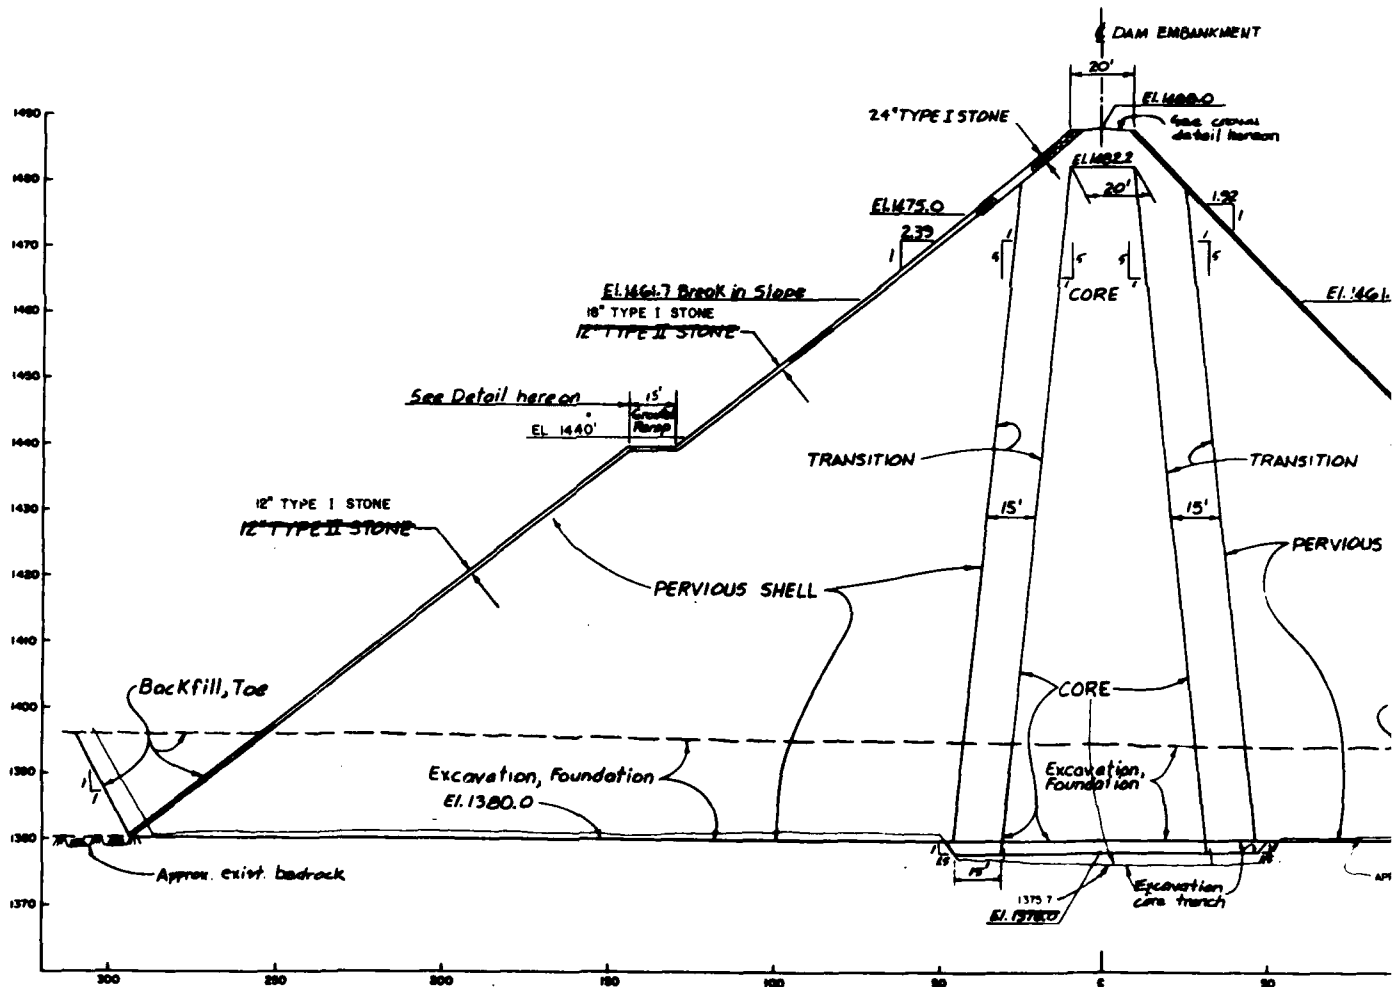 DAM EMBANKMENT
20'
El. 1488.0
See crown
detail hereon
24" TYPE I STONE
El. 1482.2
20'
El. 1475.0
2.39
1
1.92
1
1
5
5
1
5
1
1
5
CORE
El. 1461.7 Break in Slope
El. 1461.
18" TYPE I STONE
12" TYPE II STONE
See Detail hereon
15'
EL 1440'
TRANSITION
TRANSITION
12" TYPE I STONE
12" TYPE II STONE
15'
15'
PERVIOUS
PERVIOUS SHELL
Backfill, Toe
CORE
1
1
Excavation, Foundation
El. 1380.0
Excavation,
Foundation
Approx. exist. bedrock
1
15'
1375.7
El. 1376.0
Excavation
core trench
1490
1480
1470
1460
1450
1440
1430
1420
1410
1400
1390
1380
1370
300
250
200
150
100
50
50